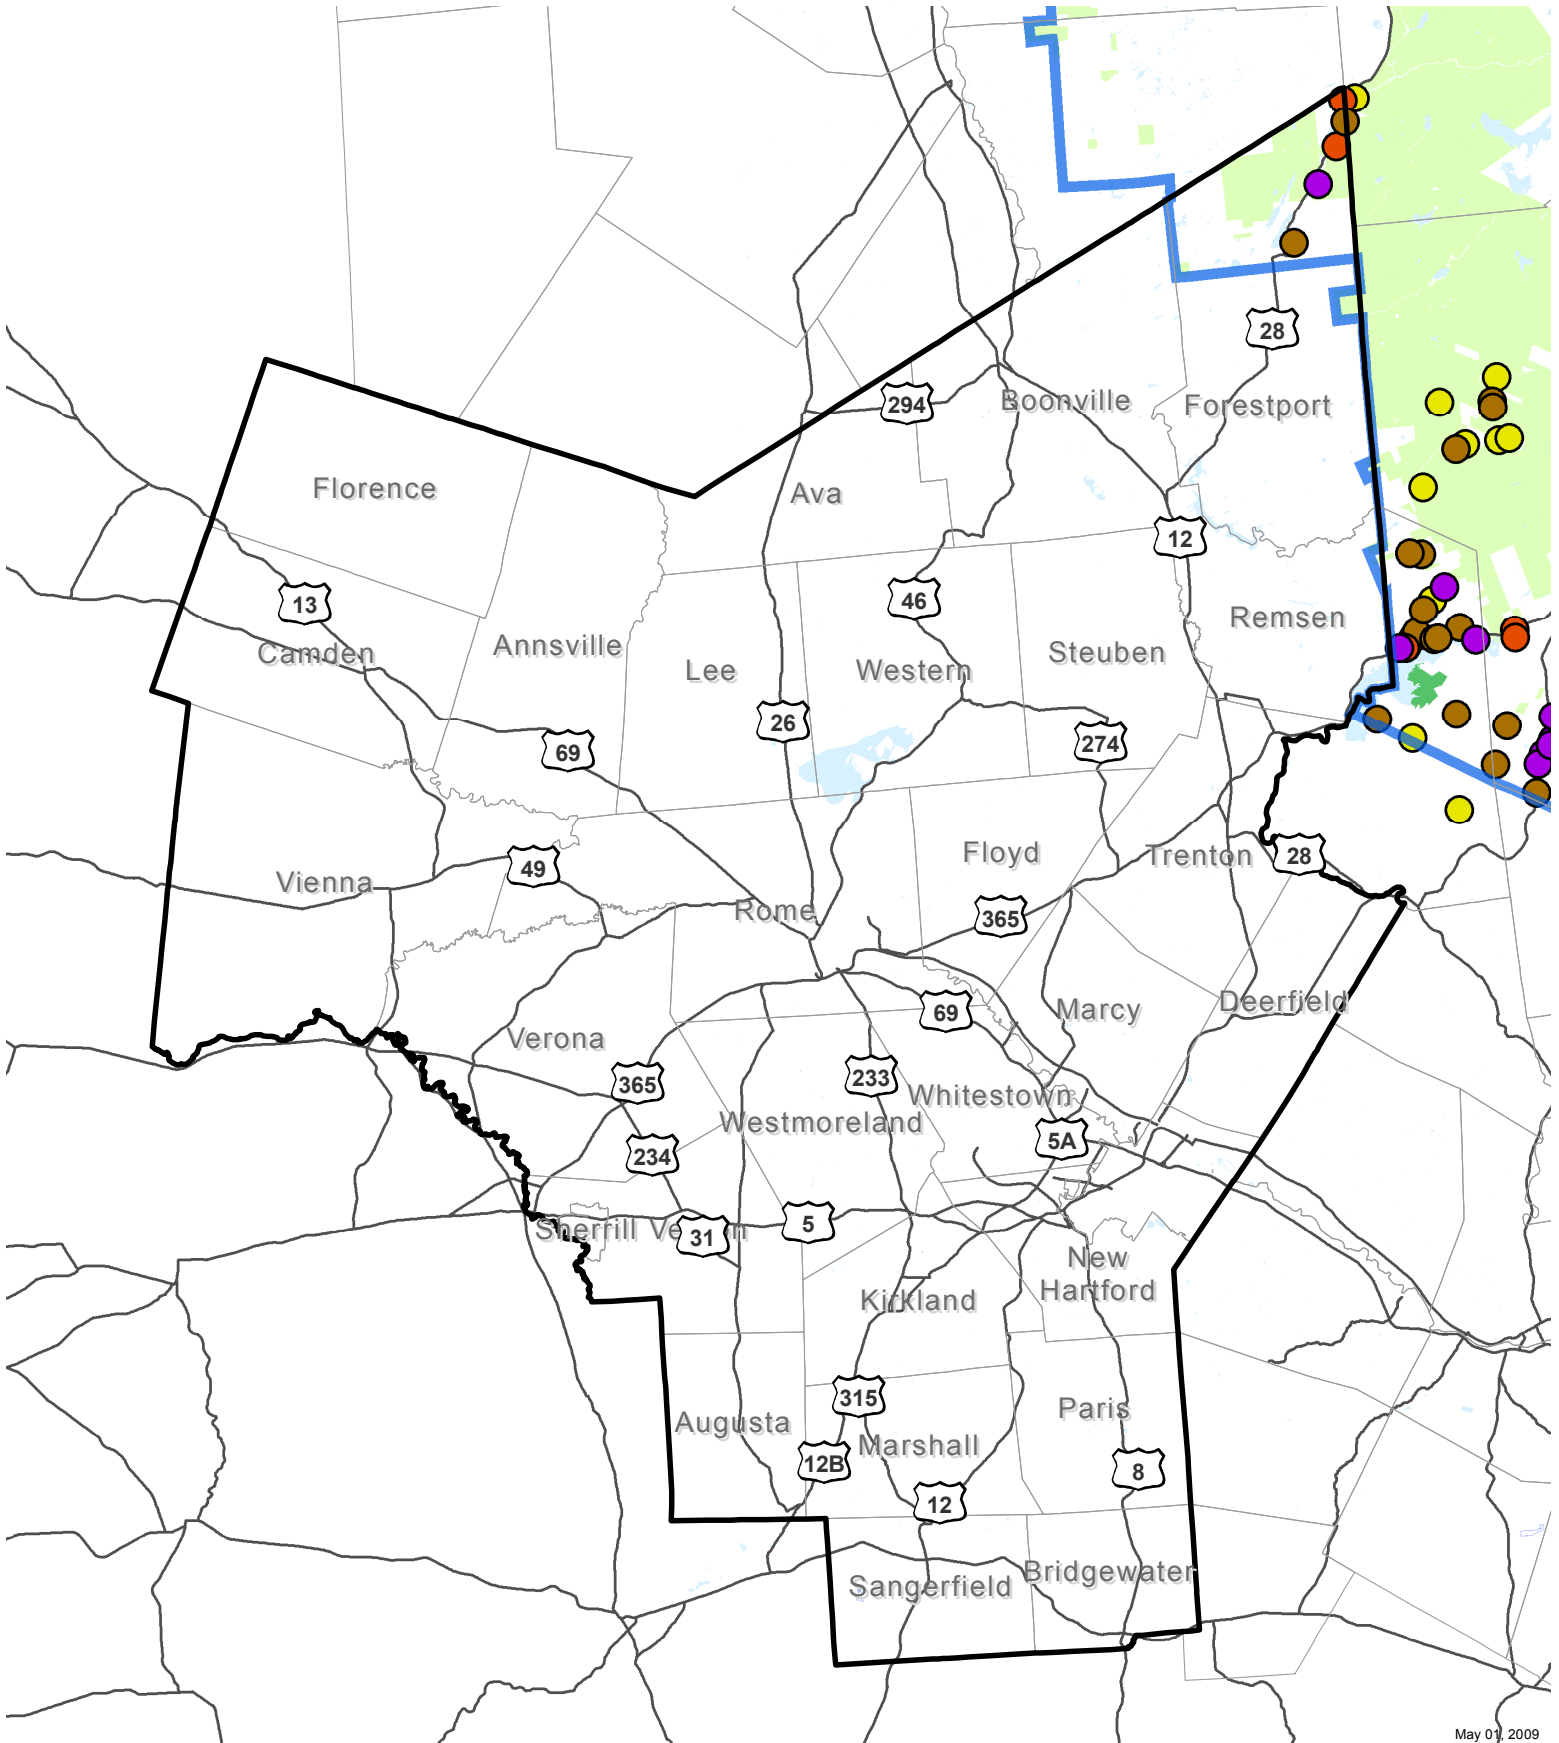 28
294
Boonville
Forestport
Florence
Ava
12
13
46
Remsen
Camden
Annsville
Lee
Western
Steuben
26
69
274
Floyd
Trenton
28
49
Vienna
Rome
365
69
Marcy
Deerfield
Verona
365
233
Whitestown
Westmoreland
5A
234
Sherrill
31
5
New
Hartford
Kirkland
315
Augusta
Paris
Marshall
12B
8
12
Sangerfield
Bridgewater
May 01, 2009